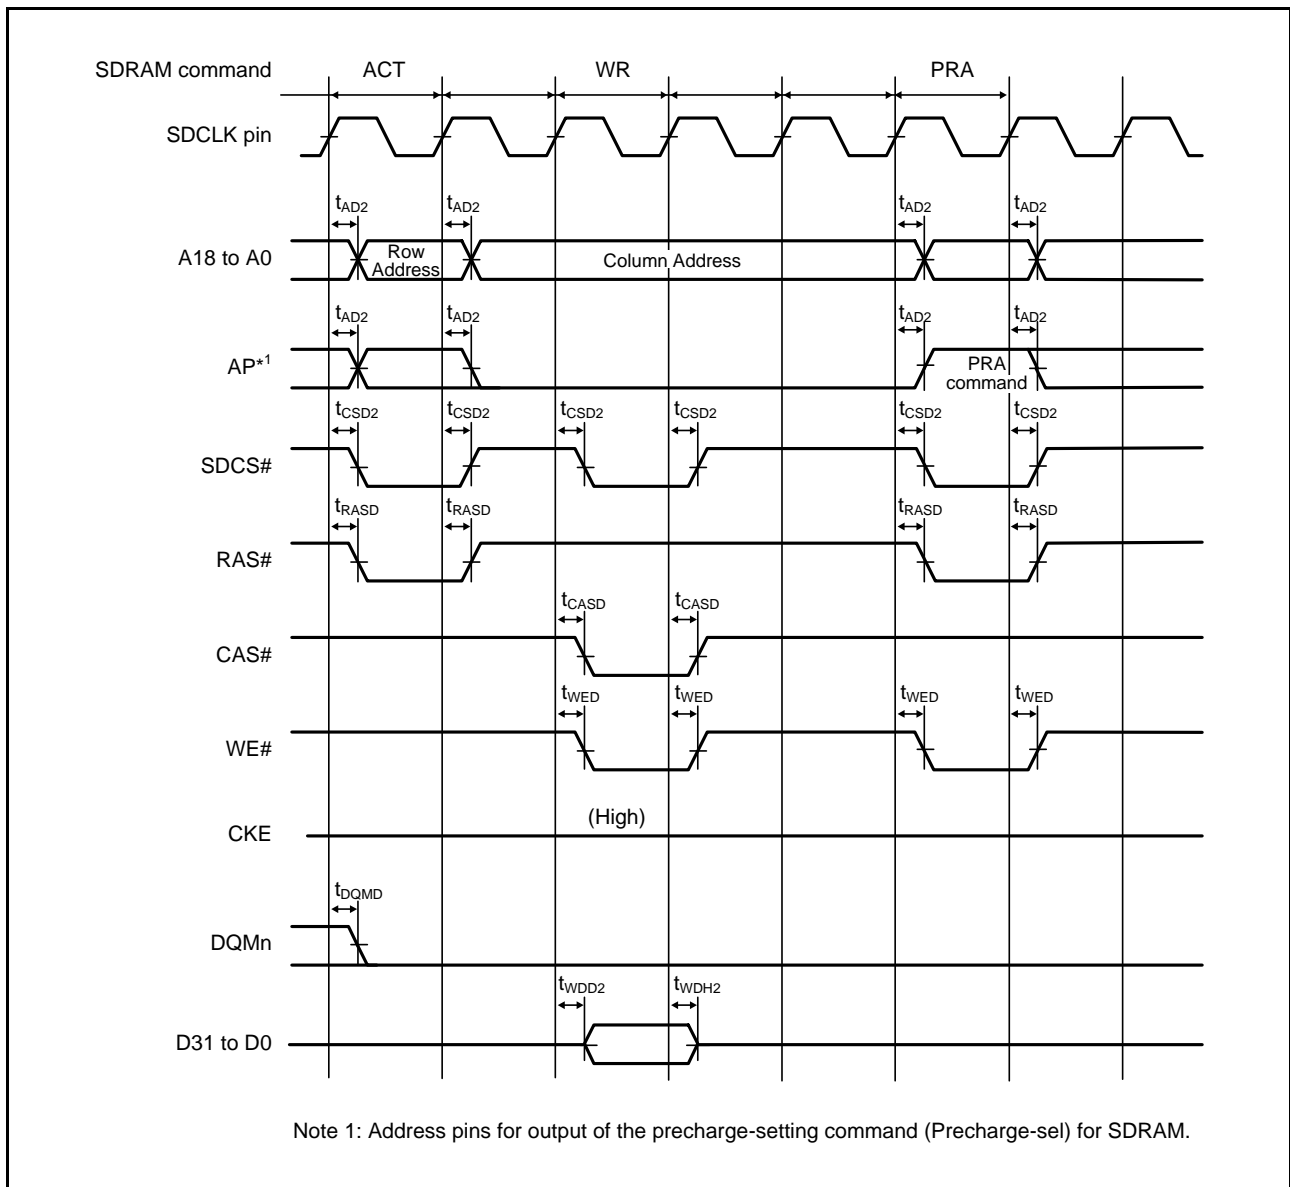 SDRAM command ACT WR PRA
SDCLK pin
tAD2 tAD2 tAD2 tAD2
A18 to A0 Row Address Column Address
tAD2 tAD2 tAD2 tAD2
AP*1 PRA command
tCSD2 tCSD2 tCSD2 tCSD2 tCSD2 tCSD2
SDCS#
tRASD tRASD tRASD tRASD
RAS#
tCASD tCASD
CAS#
tWED tWED tWED tWED
WE#
(High)
CKE
tDQMD
DQMn
tWDD2 tWDH2
D31 to D0
Note 1: Address pins for output of the precharge-setting command (Precharge-sel) for SDRAM.